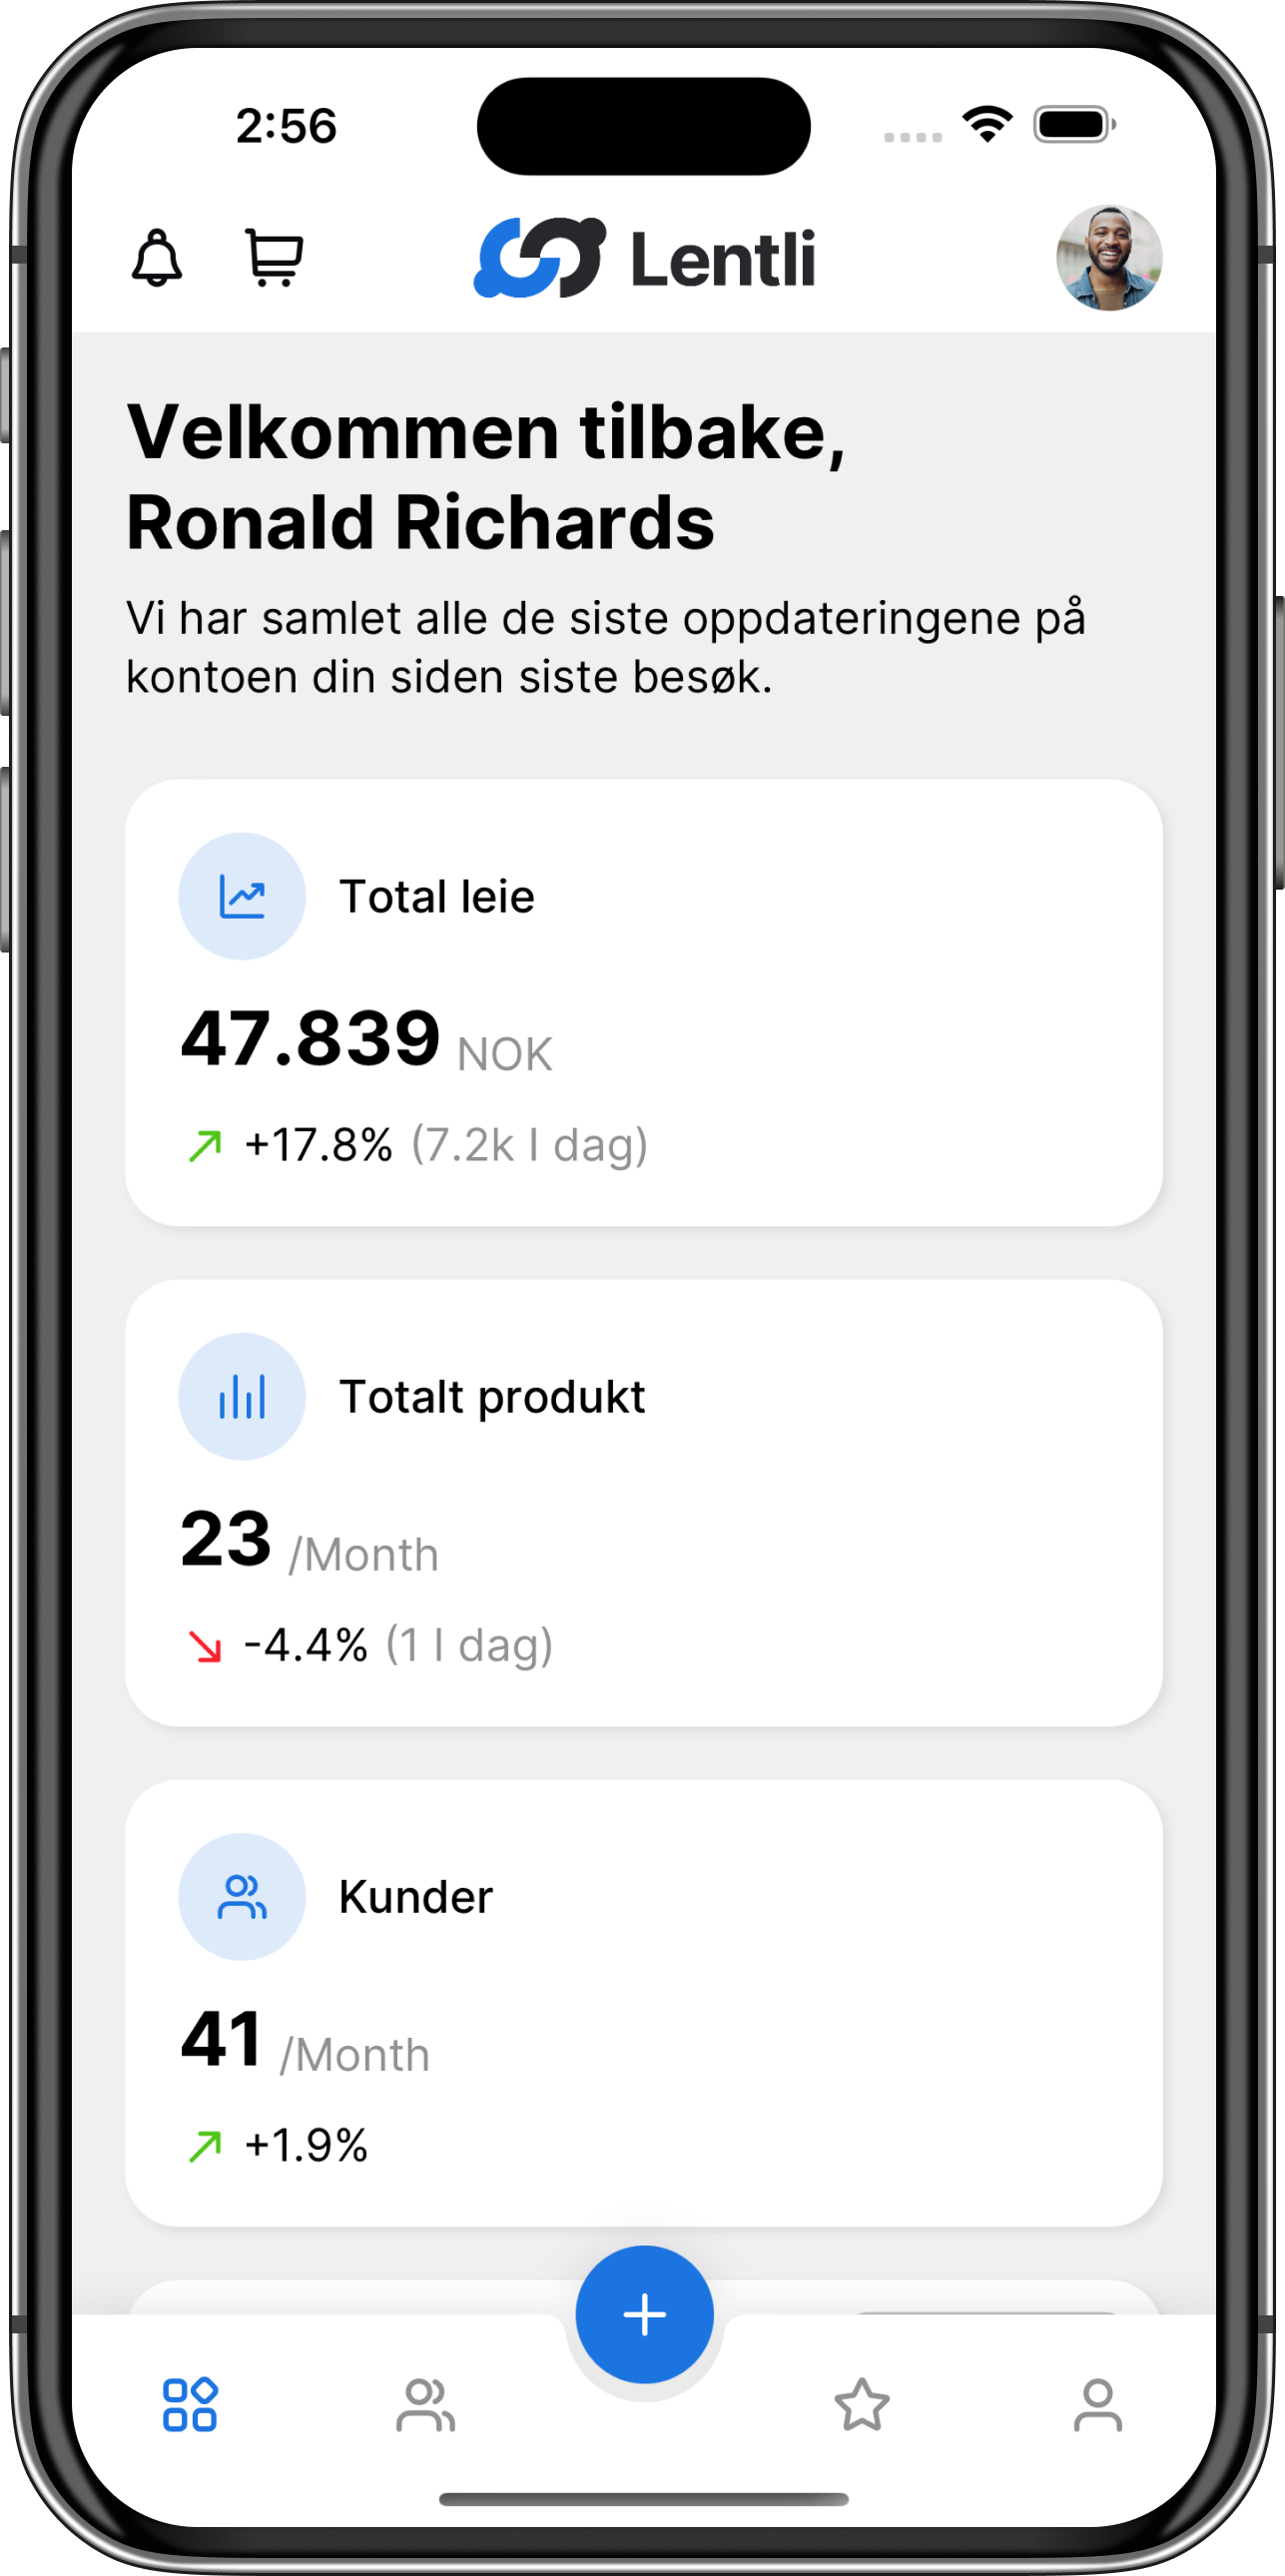 2:56
Lentli
Velkommen tilbake,
Ronald Richards
Vi har samlet alle de siste oppdateringene på
kontoen din siden siste besøk.
Total leie
47.839 NOK
+17.8% (7.2k I dag)
Totalt produkt
23 /Month
-4.4% (1 I dag)
Kunder
41 /Month
+1.9%